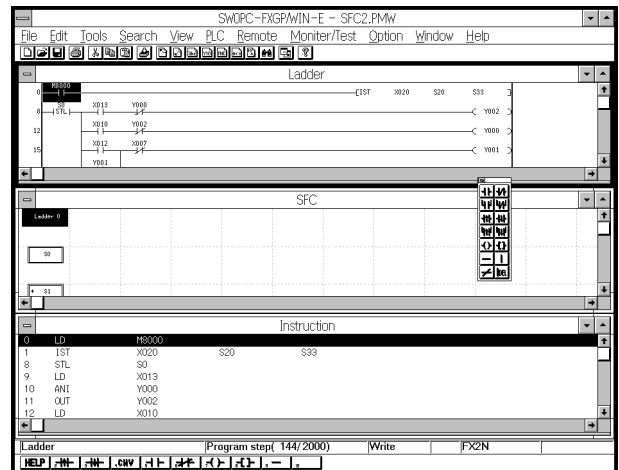 SWOPC-FXGP/WIN-E - SFC2.PMW
File Edit Tools Search View PLC Remote Moniter/Test Option Window Help
Ladder
M8000
0 [IST X020 S20 S33 ]
S0 X013 Y000
8 STL Y002
X010 Y002
12 Y000
X012 X007
15 Y001
Y001
SFC
Ladder 0
S0
S1
Instruction
0 LD M8000
1 IST X020 S20 S33
8 STL S0
9 LD X013
10 ANI Y000
11 OUT Y002
12 LD X010
Ladder Program step( 144/2000) Write FX2N
HELP .CNV